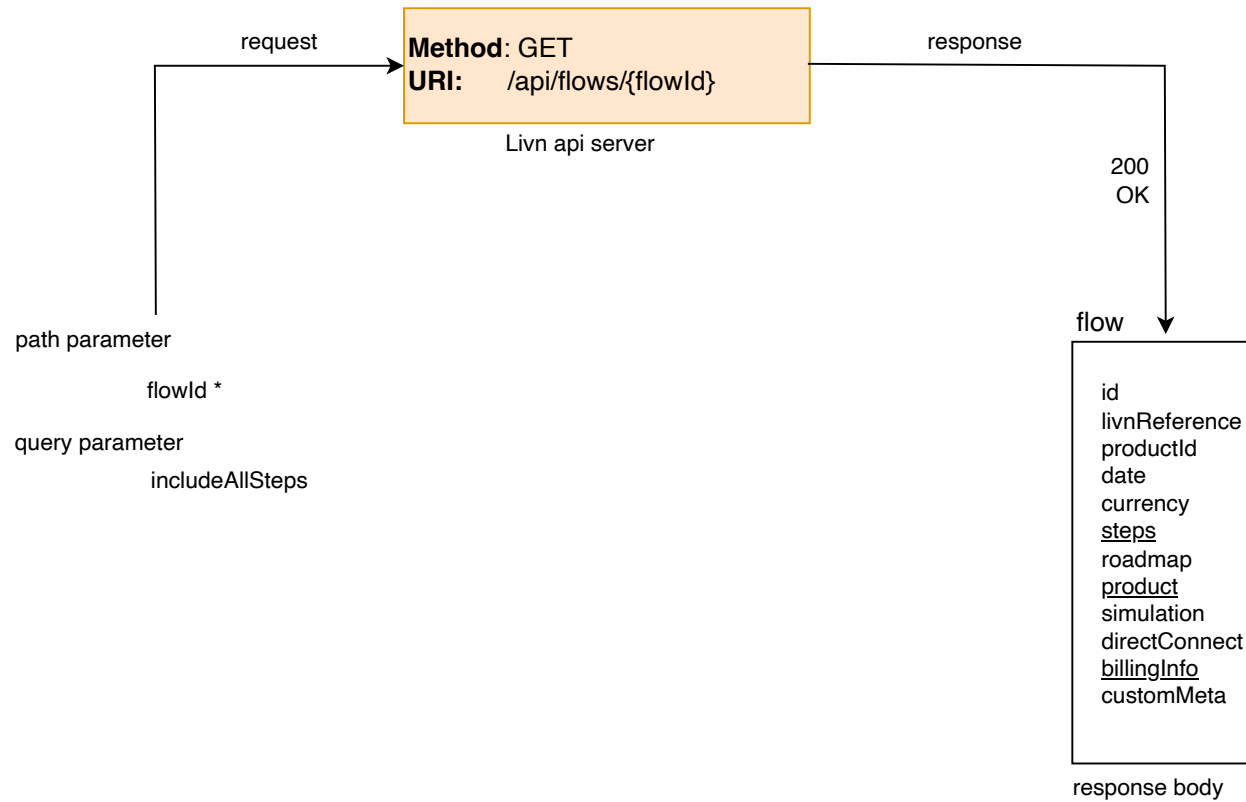 request
Method: GET
URI: /api/flows/{flowId}
response
Livn api server
200
OK
path parameter
flowId *
query parameter
includeAllSteps
flow
id
livnReference
productId
date
currency
steps
roadmap
product
simulation
directConnect
billingInfo
customMeta
response body